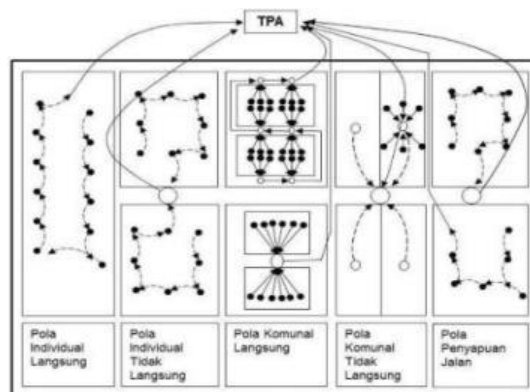 TPA
Pola
Individual
Langsung
Pola
Individual
Tidak
Langsung
Pola Komunal
Langsung
Pola
Komunal
Tidak
Langsung
Pola
Penyapuan
Jalan